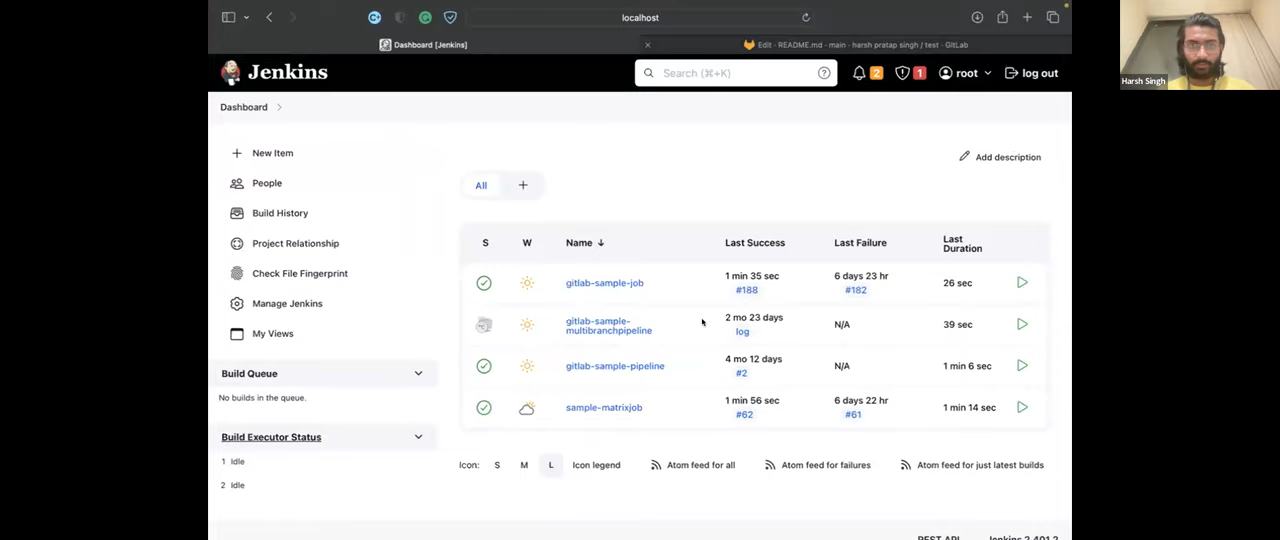 localhost
Dashboard [Jenkins]
Edit · README.md · main · harsh pratap singh / test · GitLab
Harsh Singh
Jenkins
Search (⌘+K)
?
2
1
root
log out
Dashboard
New Item
People
Build History
Project Relationship
Check File Fingerprint
Manage Jenkins
My Views
Build Queue
No builds in the queue.
Build Executor Status
1 Idle
2 Idle
Add description
All
+
S W Name ↓ Last Success Last Failure Last Duration
gitlab-sample-job 1 min 35 sec #188 6 days 23 hr #182 26 sec
gitlab-sample-multibranchpipeline 2 mo 23 days log N/A 39 sec
gitlab-sample-pipeline 4 mo 12 days #2 N/A 1 min 6 sec
sample-matrixjob 1 min 56 sec #62 6 days 22 hr #61 1 min 14 sec
Icon: S M L Icon legend Atom feed for all Atom feed for failures Atom feed for just latest builds
REST API Jenkins 2.401.2